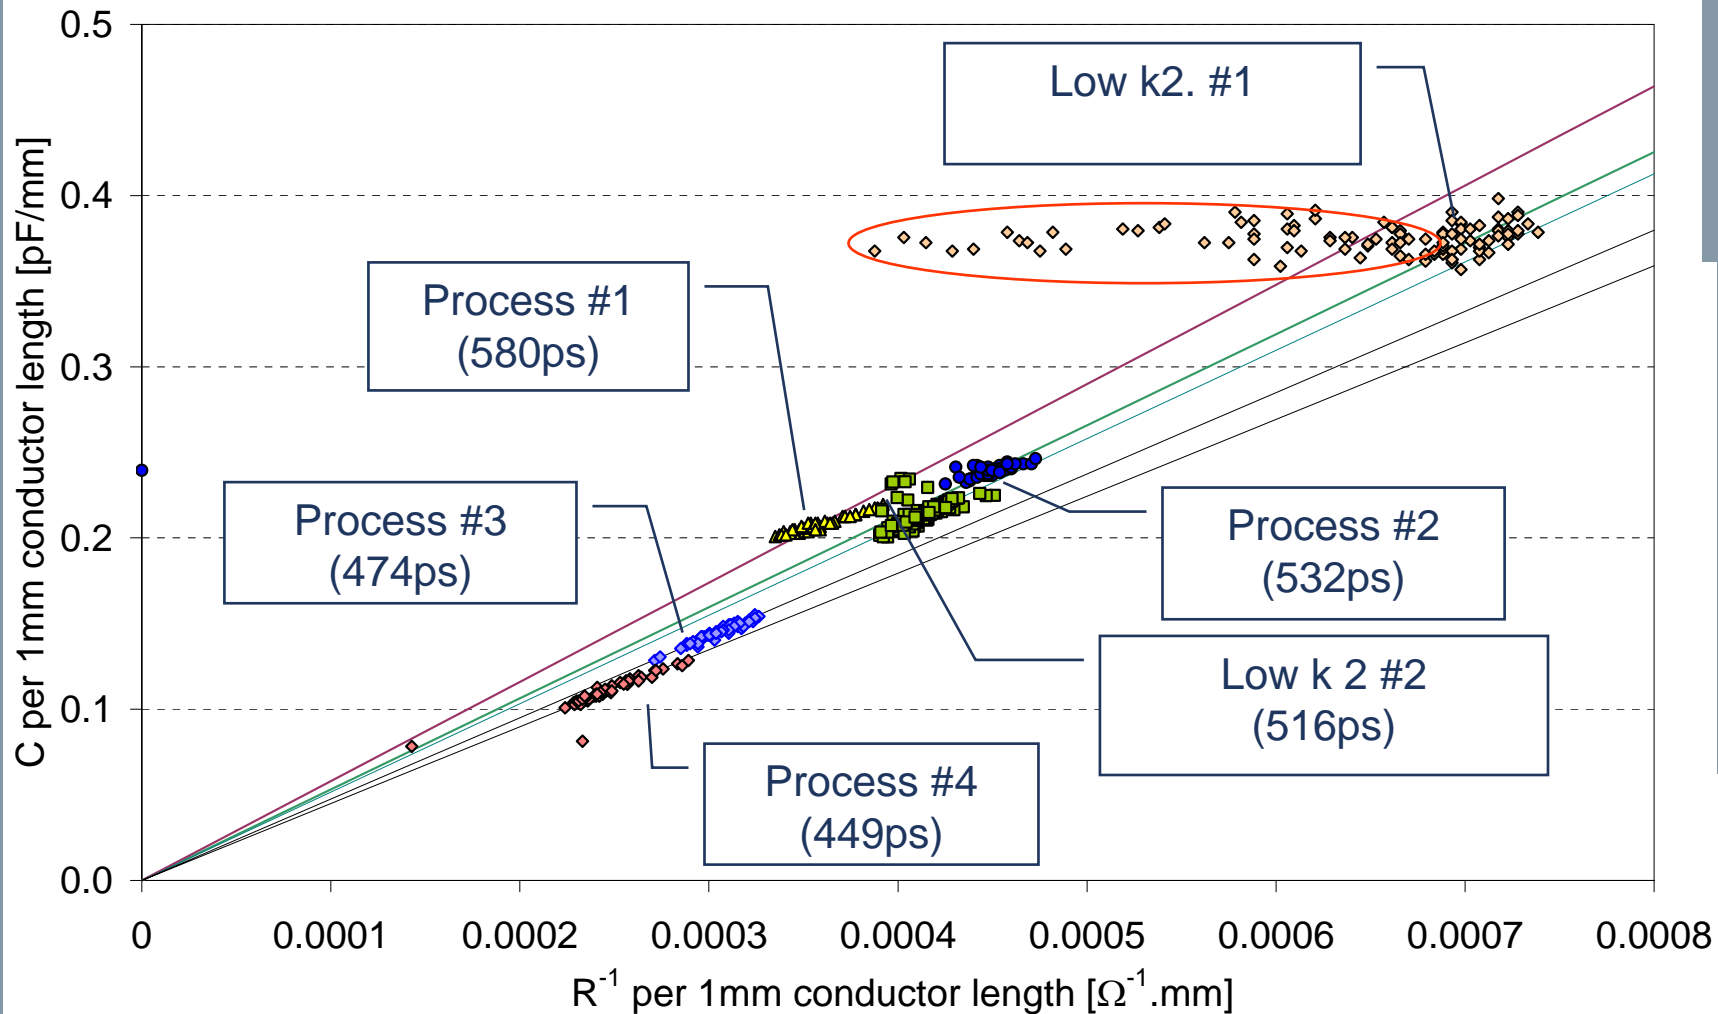 0.5
0.4
0.3
0.2
0.1
0.0
C per 1mm conductor length [pF/mm]
Low k2. #1
Process #1
(580ps)
Process #3
(474ps)
Process #2
(532ps)
Low k 2 #2
(516ps)
Process #4
(449ps)
0 0.0001 0.0002 0.0003 0.0004 0.0005 0.0006 0.0007 0.0008
R⁻¹ per 1mm conductor length [Ω⁻¹.mm]